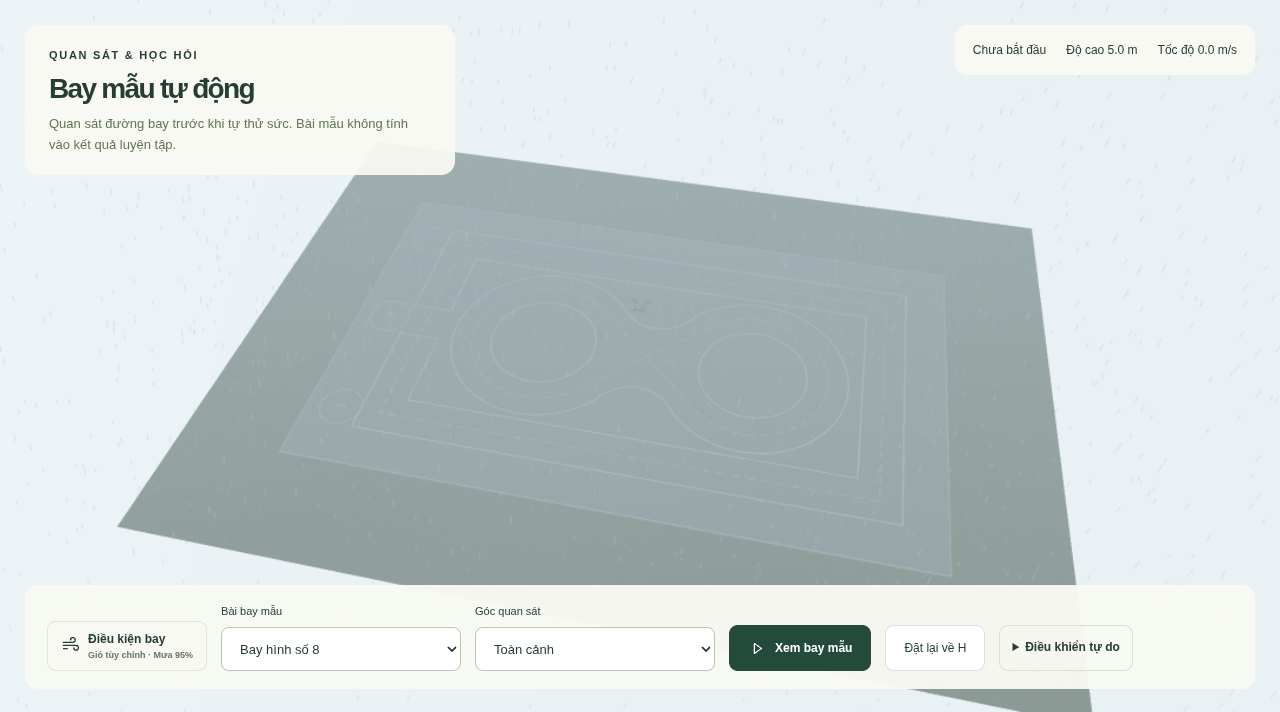 QUAN SÁT & HỌC HỎI
Bay mẫu tự động
Quan sát đường bay trước khi tự thử sức. Bài mẫu không tính
vào kết quả luyện tập.
Chưa bắt đầu Độ cao 5.0 m Tốc độ 0.0 m/s
Điều kiện bay
Gió tùy chỉnh · Mưa 95%
Bài bay mẫu
Bay hình số 8
Góc quan sát
Toàn cảnh
Xem bay mẫu
Đặt lại về H
Điều khiển tự do